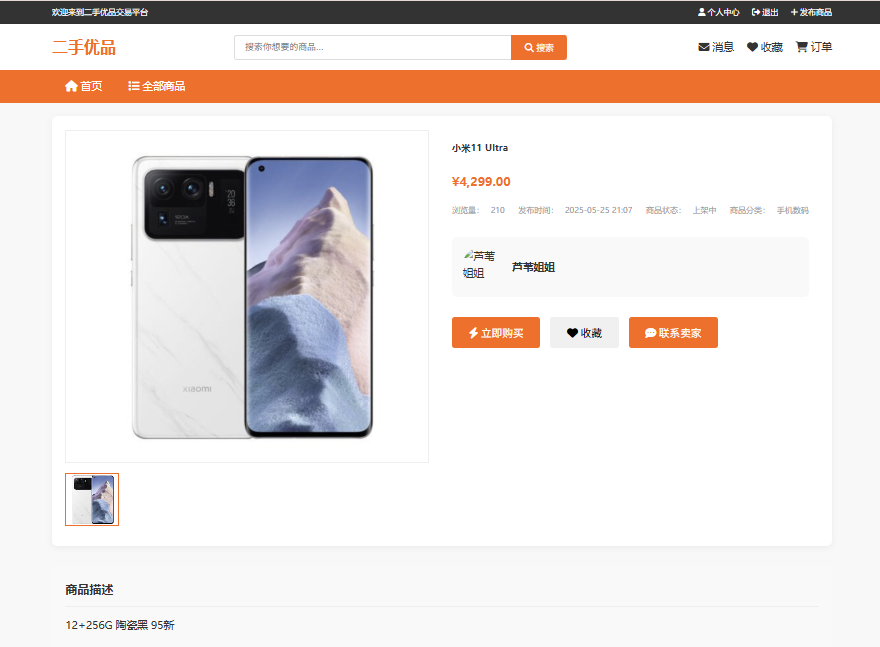 欢迎来到二手优品交易平台
个人中心 退出 发布商品
二手优品
搜索你想要的商品...
搜索
消息 收藏 订单
首页 全部商品
小米11 Ultra
¥4,299.00
浏览量： 210 发布时间： 2025-05-25 21:07 商品状态： 上架中 商品分类： 手机数码
芦苇
姐姐
芦苇姐姐
立即购买 收藏 联系卖家
xiaomi
商品描述
12+256G 陶瓷黑 95新